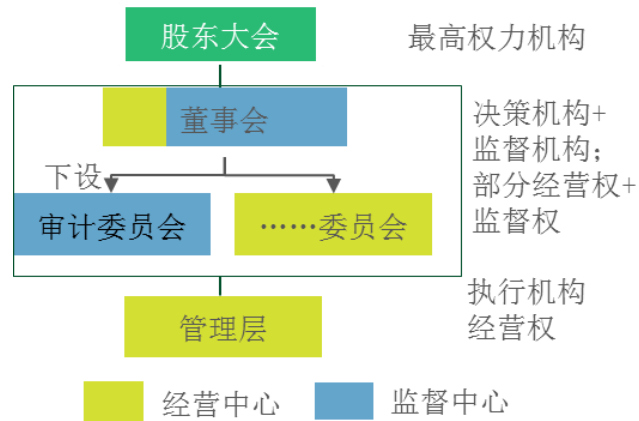 股东大会
最高权力机构
董事会
决策机构+
监督机构；
部分经营权+
监督权
下设
审计委员会
……委员会
执行机构
经营权
管理层
经营中心
监督中心